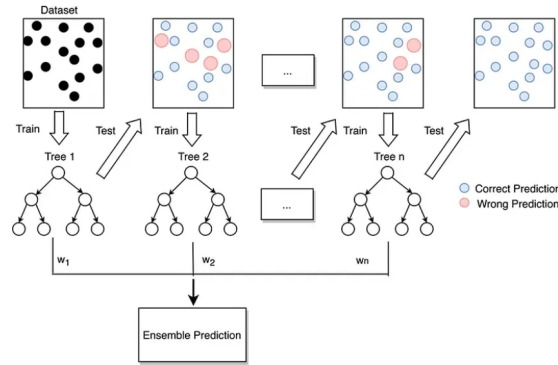 Dataset
...
Train
Test
Train
Test
Train
Test
Tree 1
Tree 2
Tree n
...
Correct Prediction
Wrong Prediction
w1
w2
wn
Ensemble Prediction